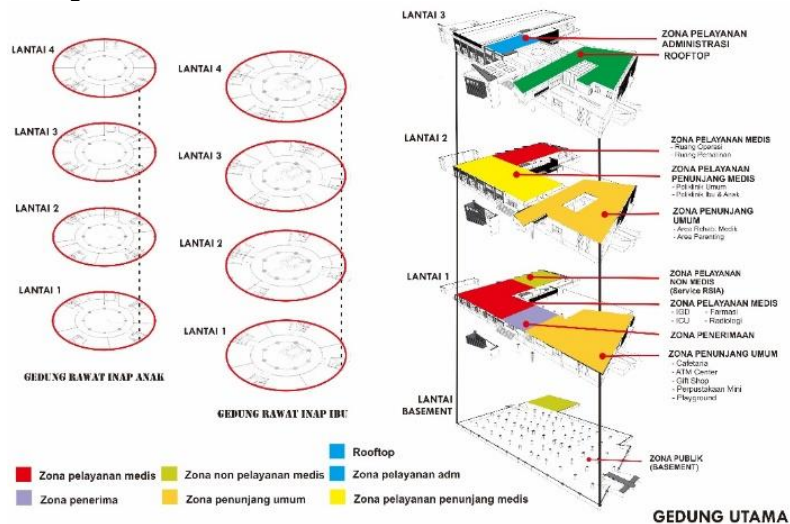 LANTAI 4
LANTAI 3
LANTAI 2
LANTAI 1
GEDUNG RAWAT INAP ANAK
LANTAI 4
LANTAI 3
LANTAI 2
LANTAI 1
GEDUNG RAWAT INAP IBU
LANTAI 3
ZONA PELAYANAN
ADMINISTRASI
ROOFTOP
LANTAI 2
ZONA PELAYANAN MEDIS
- Ruang Operasi
- Ruang
ZONA PELAYANAN
PENUNJANG MEDIS
- Poliklinik Umum
- Poliklinik Ibu & Anak
ZONA PENUNJANG
UMUM
- Area Rehab. Medik
- Area Parenting
LANTAI 1
ZONA PELAYANAN
NON MEDIS
(Service RSIA)
ZONA PELAYANAN MEDIS
- IGD - Farmasi
- ICU - Radiologi
ZONA PENERIMAAN
ZONA PENUNJANG UMUM
- Cafetaria
- ATM Center
- Gift Shop
- Perpustakaan Mini
- Playground
LANTAI
BASEMENT
ZONA PUBLIK
(BASEMENT)
Rooftop
Zona pelayanan medis
Zona non pelayanan medis
Zona pelayanan adm
Zona penerima
Zona penunjang umum
Zona pelayanan penunjang medis
GEDUNG UTAMA